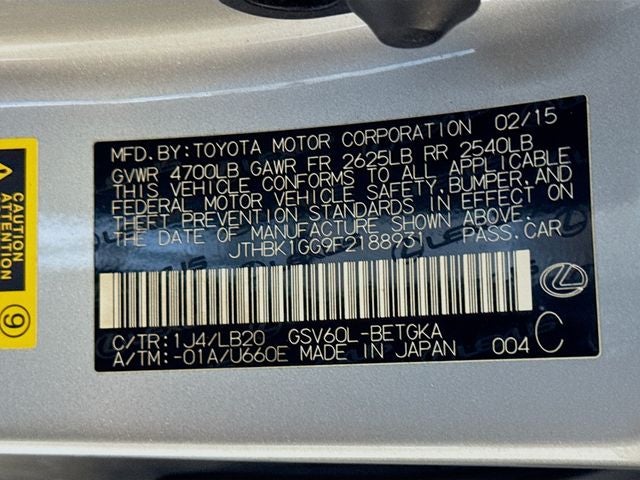 MFD.BY:TOYOTA MOTOR CORPORATION 02/15
GVWR 4700LB GAWR FR 2625LB RR 2540LB
THIS VEHICLE CONFORMS TO ALL APPLICABLE
FEDERAL MOTOR VEHICLE SAFETY,BUMPER,AND
THEFT PREVENTION STANDARDS IN EFFECT ON
THE DATE OF MANUFACTURE SHOWN ABOVE.
JTHBK1GG9F2188931 PASS.CAR
C/TR:1J4/LB20 GSV60L-BETGKA C
A/TM:-01A/U660E MADE IN JAPAN 004
CAUTION
ATTENTION
9
LEXUS